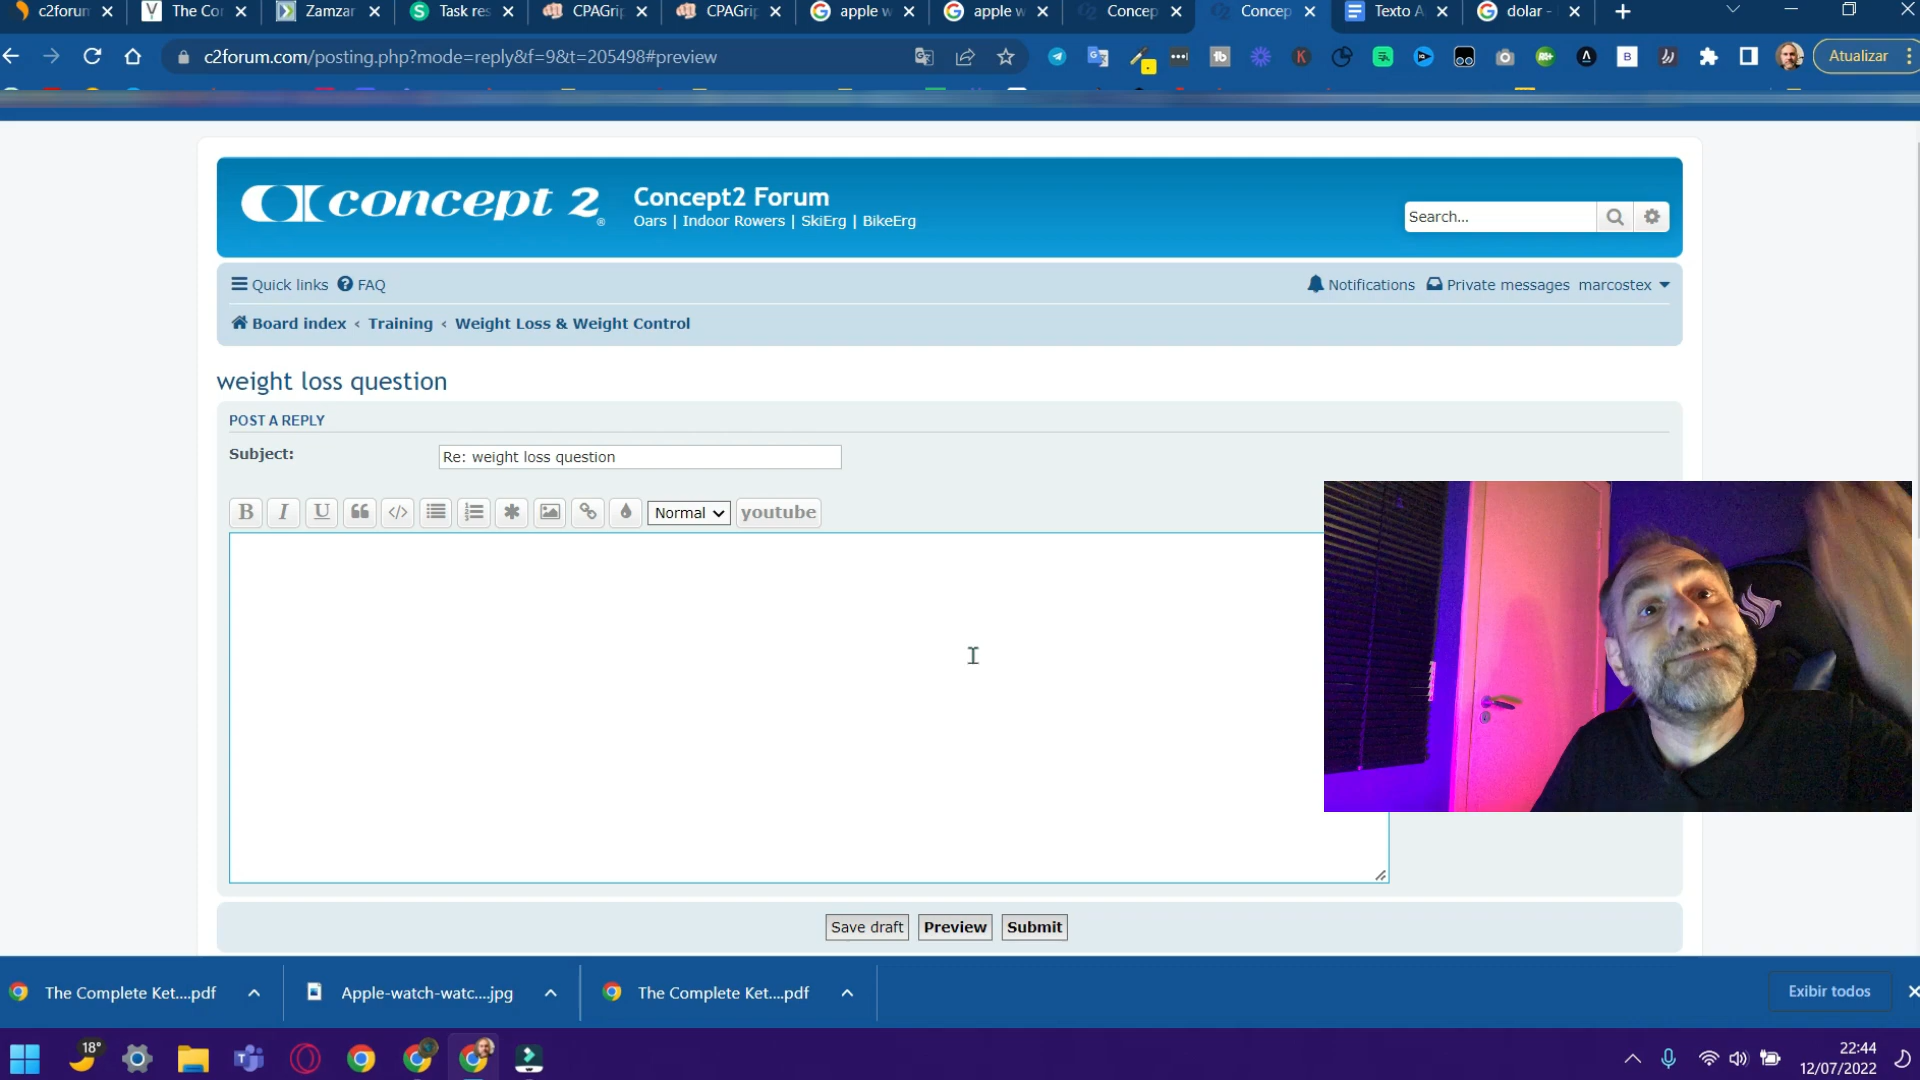 c2forum
The Cor
Zamzar
Task res
CPAGrip
CPAGrip
apple w
apple w
Concep
Concep
Texto A
dolar -
c2forum.com/posting.php?mode=reply&f=9&t=205498#preview
Atualizar
concept 2
Concept2 Forum
Oars | Indoor Rowers | SkiErg | BikeErg
Search...
Quick links FAQ
Notifications Private messages marcostex
Board index ‹ Training ‹ Weight Loss & Weight Control
weight loss question
POST A REPLY
Subject: Re: weight loss question
B I U Normal youtube
Save draft Preview Submit
The Complete Ket....pdf
Apple-watch-watc....jpg
The Complete Ket....pdf
Exibir todos
18°
22:44
12/07/2022